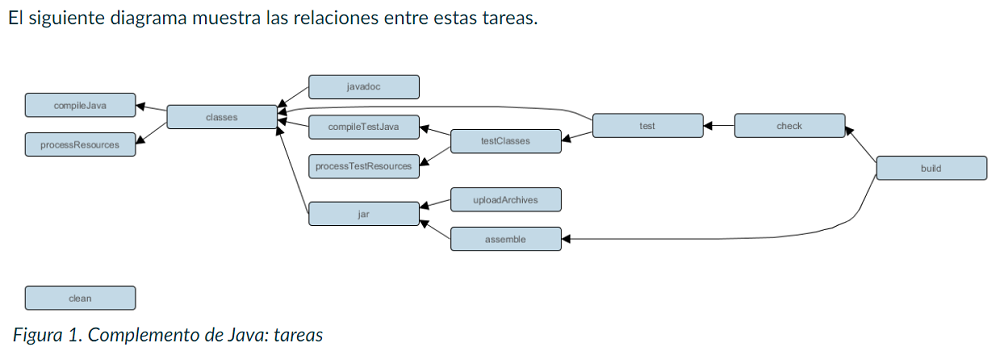 El siguiente diagrama muestra las relaciones entre estas tareas.
javadoc
compileJava
classes
compileTestJava
test
check
processResources
testClasses
processTestResources
build
uploadArchives
jar
assemble
clean
Figura 1. Complemento de Java: tareas